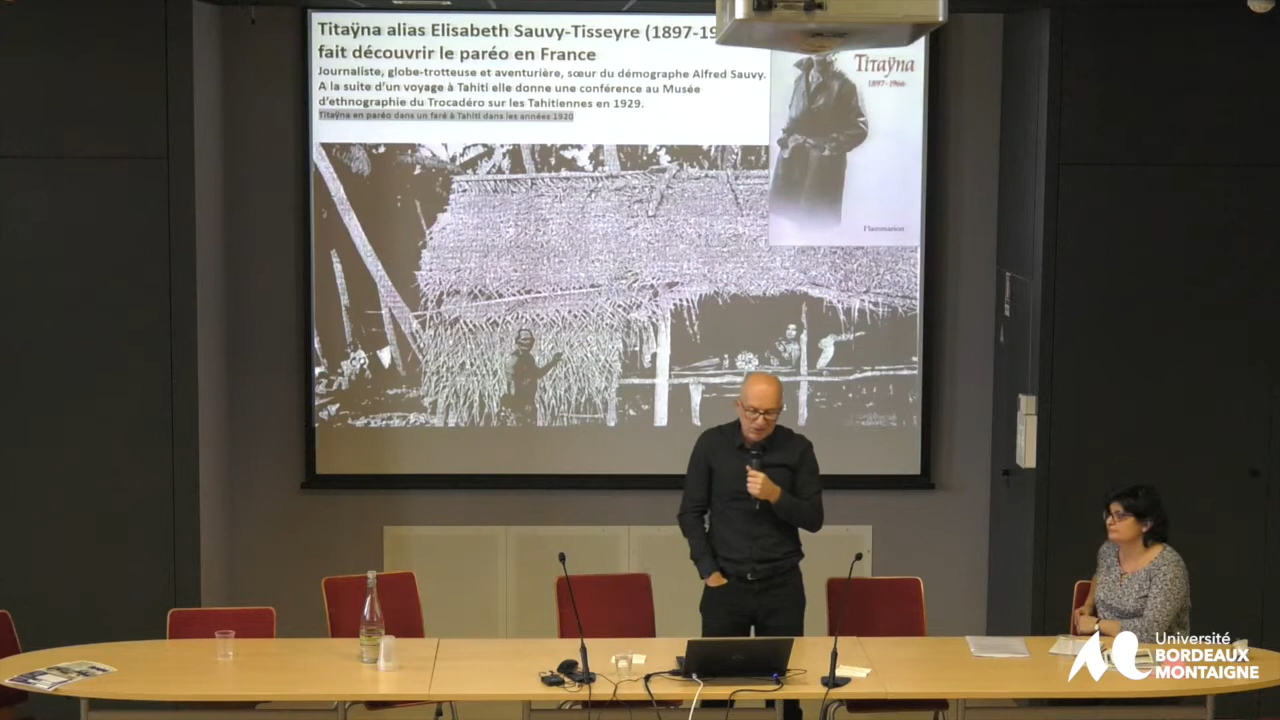 Titaÿna alias Elisabeth Sauvy-Tisseyre (1897-19
fait découvrir le paréo en France
Journaliste, globe-trotteuse et aventurière, sœur du démographe Alfred Sauvy.
A la suite d'un voyage à Tahiti elle donne une conférence au Musée
d'ethnographie du Trocadéro sur les Tahitiennes en 1929.
Titaÿna en paréo dans un faré à Tahiti dans les années 1920
Titaÿna
1897-1966
Flammarion
Université
BORDEAUX
MONTAIGNE